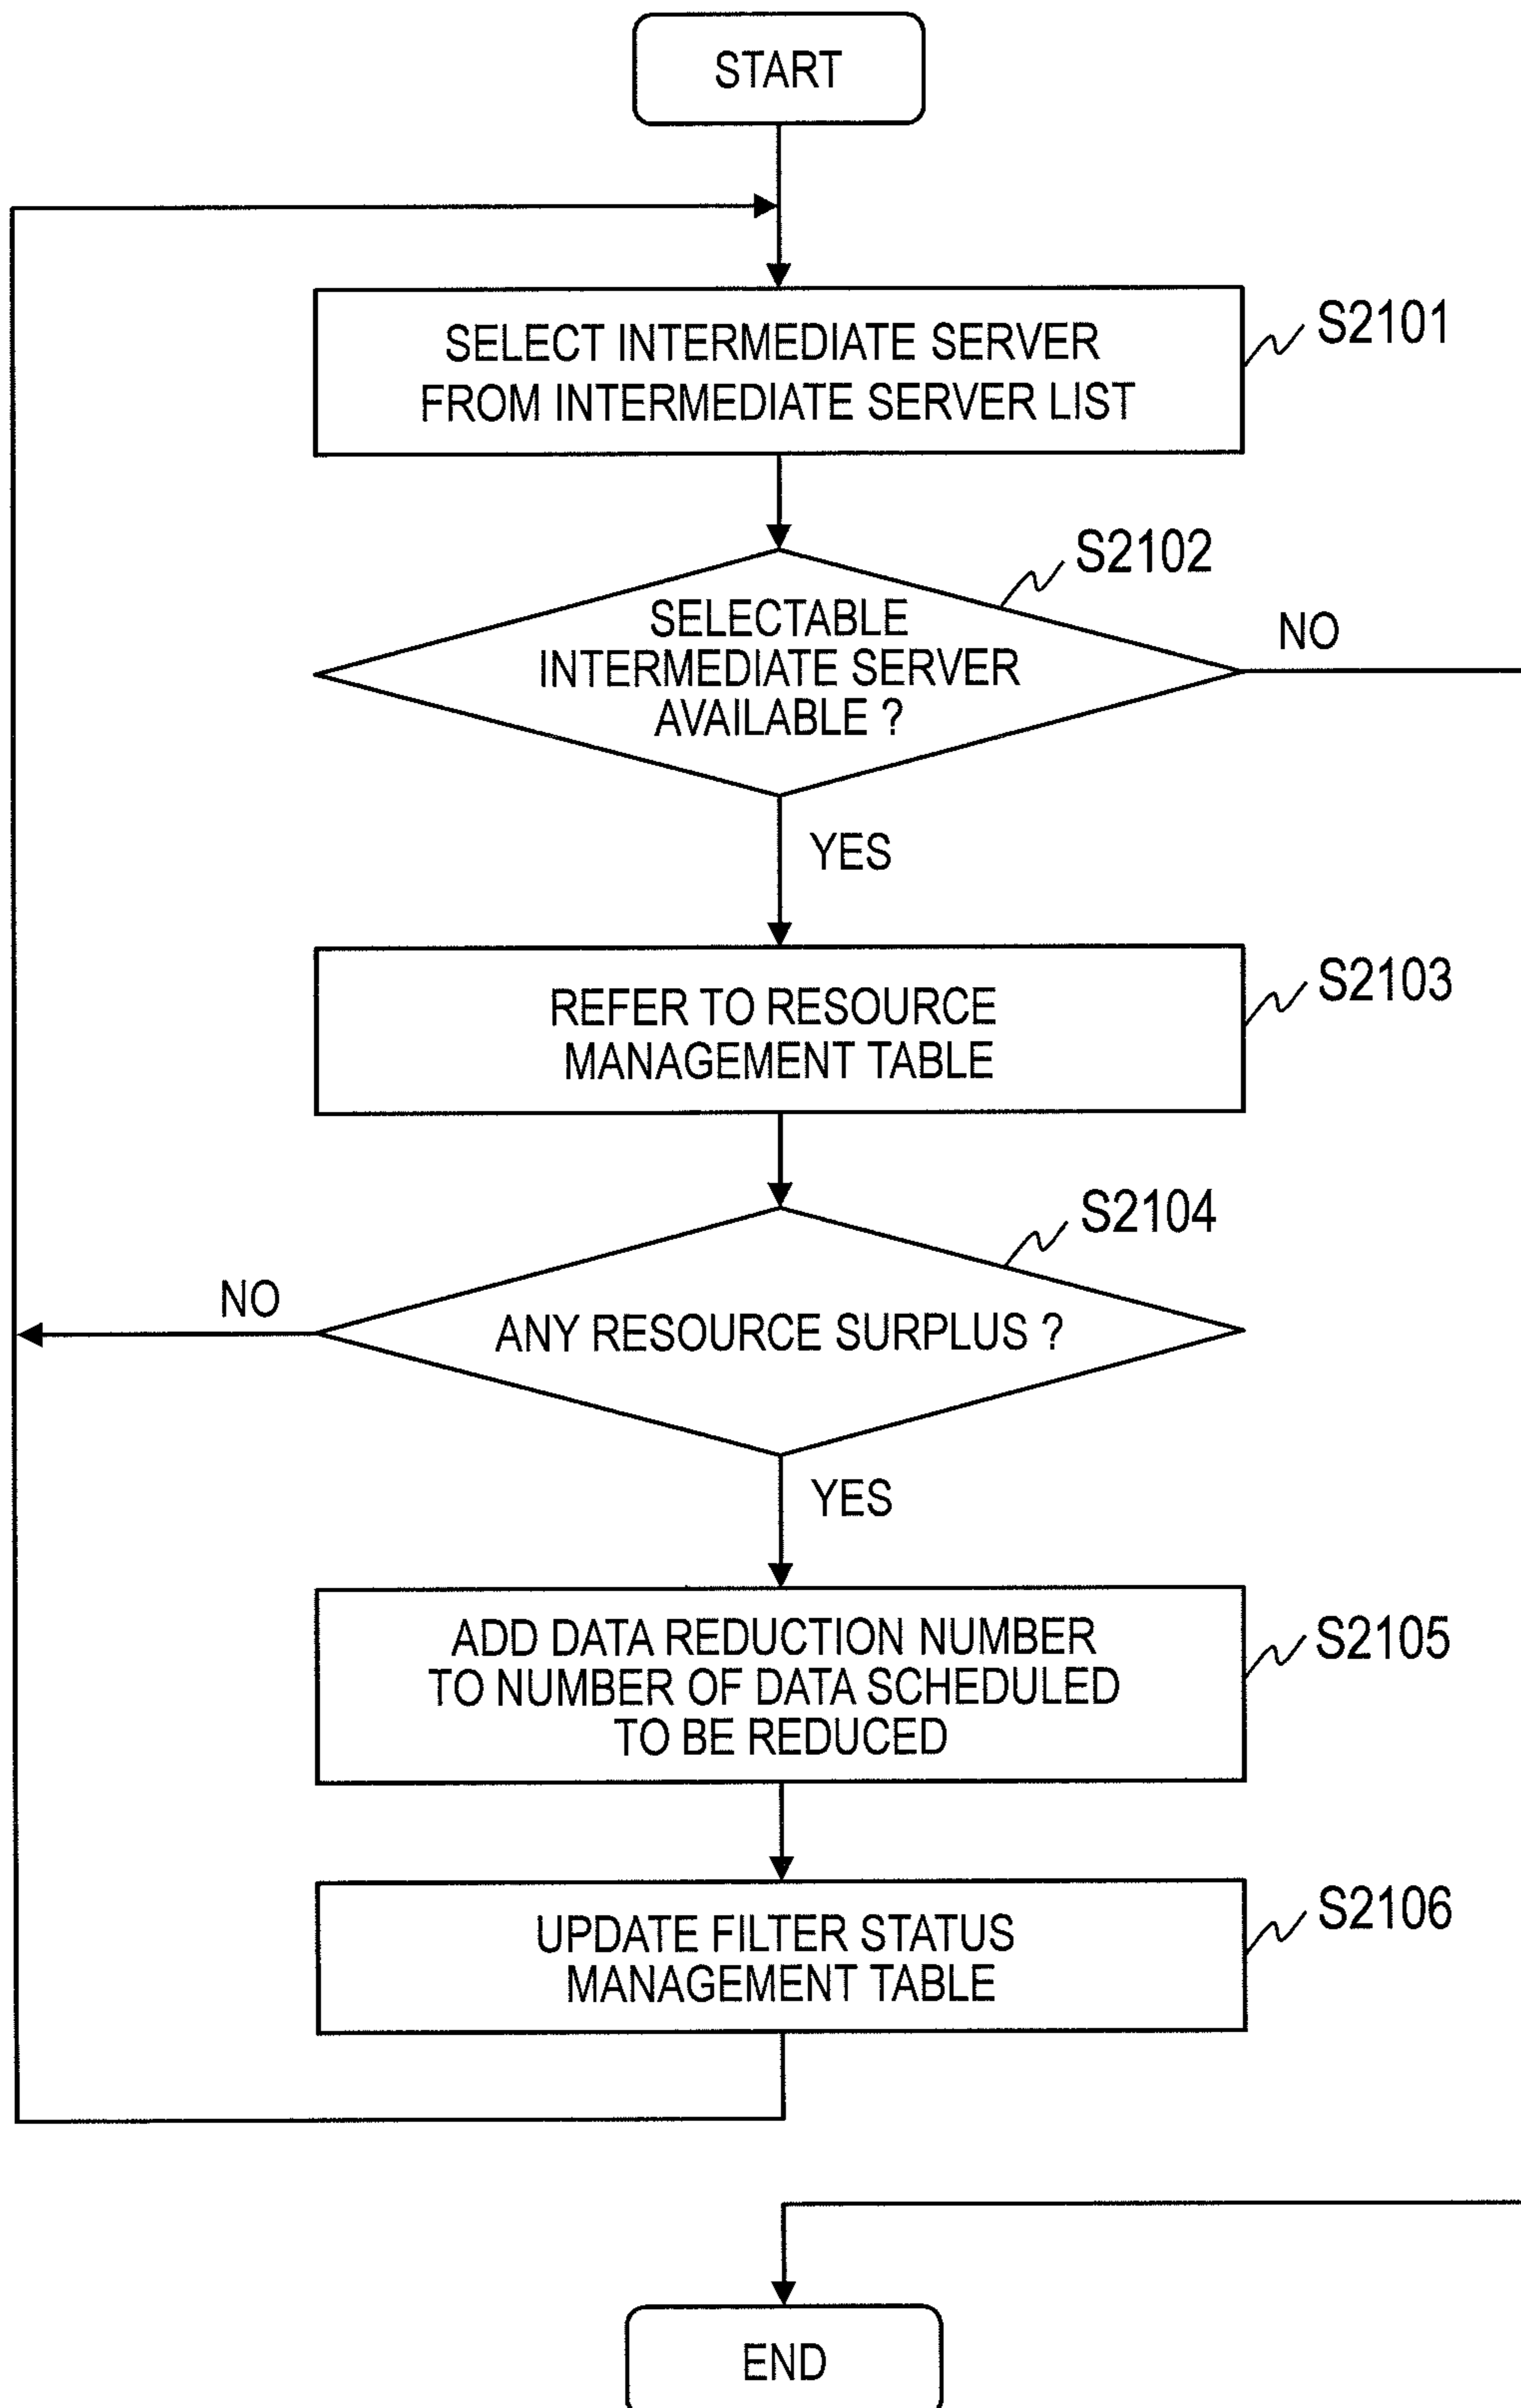 START
SELECT INTERMEDIATE SERVER
FROM INTERMEDIATE SERVER LIST
S2101
S2102
SELECTABLE
INTERMEDIATE SERVER
AVAILABLE ?
NO
YES
REFER TO RESOURCE
MANAGEMENT TABLE
S2103
S2104
NO
ANY RESOURCE SURPLUS ?
YES
ADD DATA REDUCTION NUMBER
TO NUMBER OF DATA SCHEDULED
TO BE REDUCED
S2105
UPDATE FILTER STATUS
MANAGEMENT TABLE
S2106
END